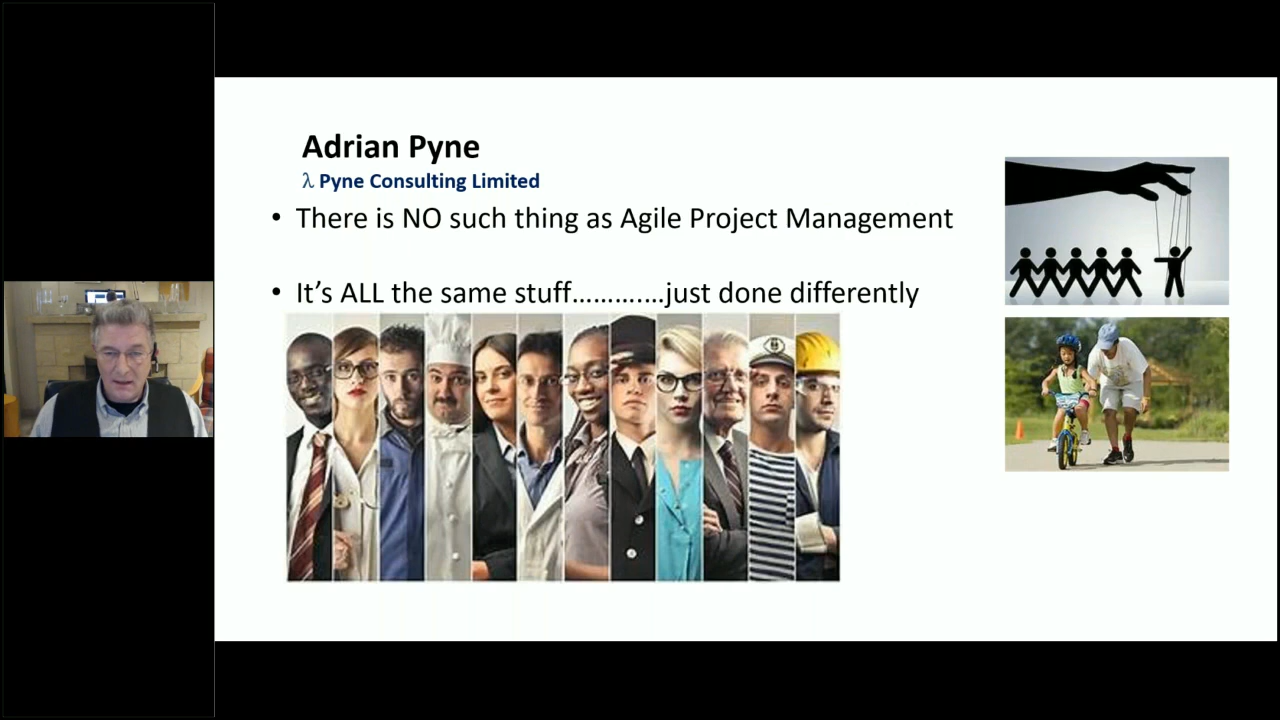 Adrian Pyne
λ Pyne Consulting Limited
• There is NO such thing as Agile Project Management
• It’s ALL the same stuff………..…just done differently